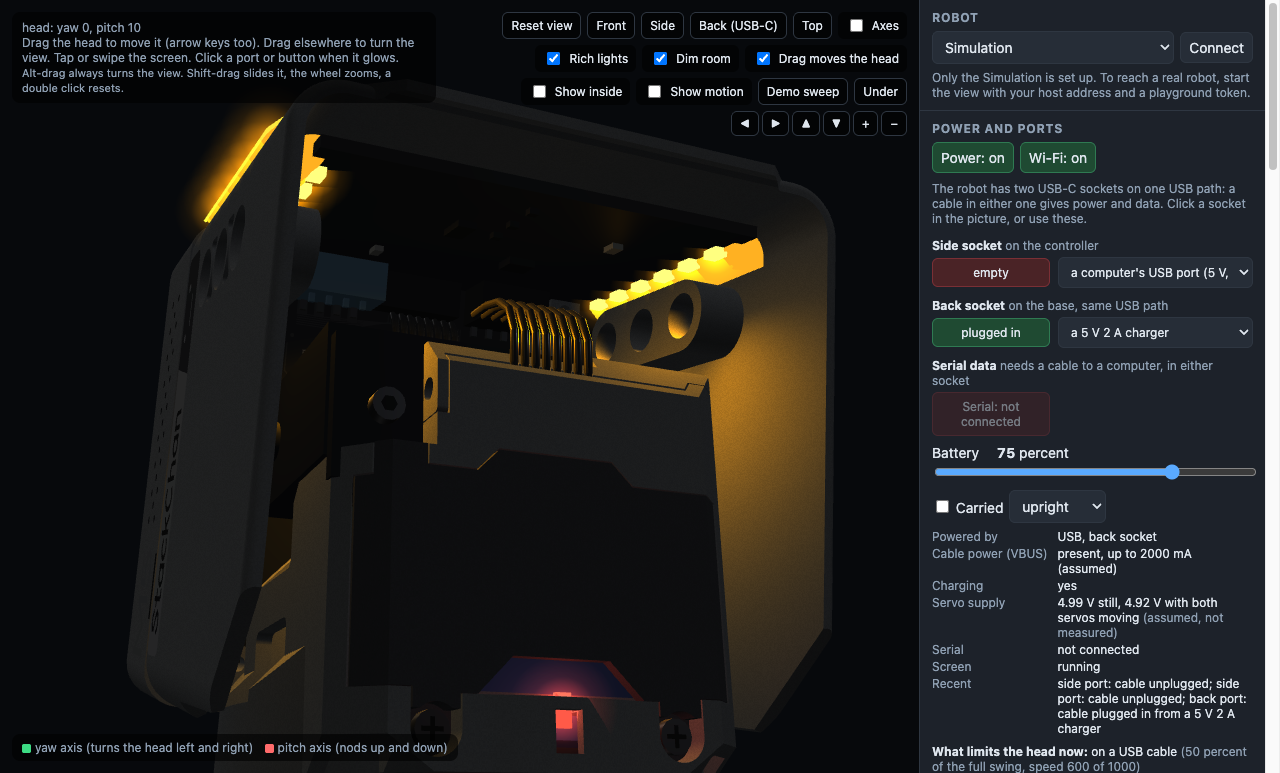 head: yaw 0, pitch 10
Drag the head to move it (arrow keys too). Drag elsewhere to turn the
view. Tap or swipe the screen. Click a port or button when it glows.
Alt-drag always turns the view. Shift-drag slides it, the wheel zooms, a
double click resets.
Reset view
Front
Side
Back (USB-C)
Top
Axes
Rich lights
Dim room
Drag moves the head
Show inside
Show motion
Demo sweep
Under
◄
►
▲
▼
+
−
stackchan
yaw axis (turns the head left and right)
pitch axis (nods up and down)
ROBOT
Simulation
Connect
Only the Simulation is set up. To reach a real robot, start
the view with your host address and a playground token.
POWER AND PORTS
Power: on
Wi-Fi: on
The robot has two USB-C sockets on one USB path: a
cable in either one gives power and data. Click a socket
in the picture, or use these.
Side socket on the controller
empty
a computer's USB port (5 V,
Back socket on the base, same USB path
plugged in
a 5 V 2 A charger
Serial data needs a cable to a computer, in either
socket
Serial: not
connected
Battery 75 percent
Carried
upright
Powered by USB, back socket
Cable power (VBUS) present, up to 2000 mA
(assumed)
Charging yes
Servo supply 4.99 V still, 4.92 V with both
servos moving (assumed, not
measured)
Serial not connected
Screen running
Recent side port: cable unplugged; side
port: cable unplugged; back port:
cable plugged in from a 5 V 2 A
charger
What limits the head now: on a USB cable (50 percent
of the full swing, speed 600 of 1000)